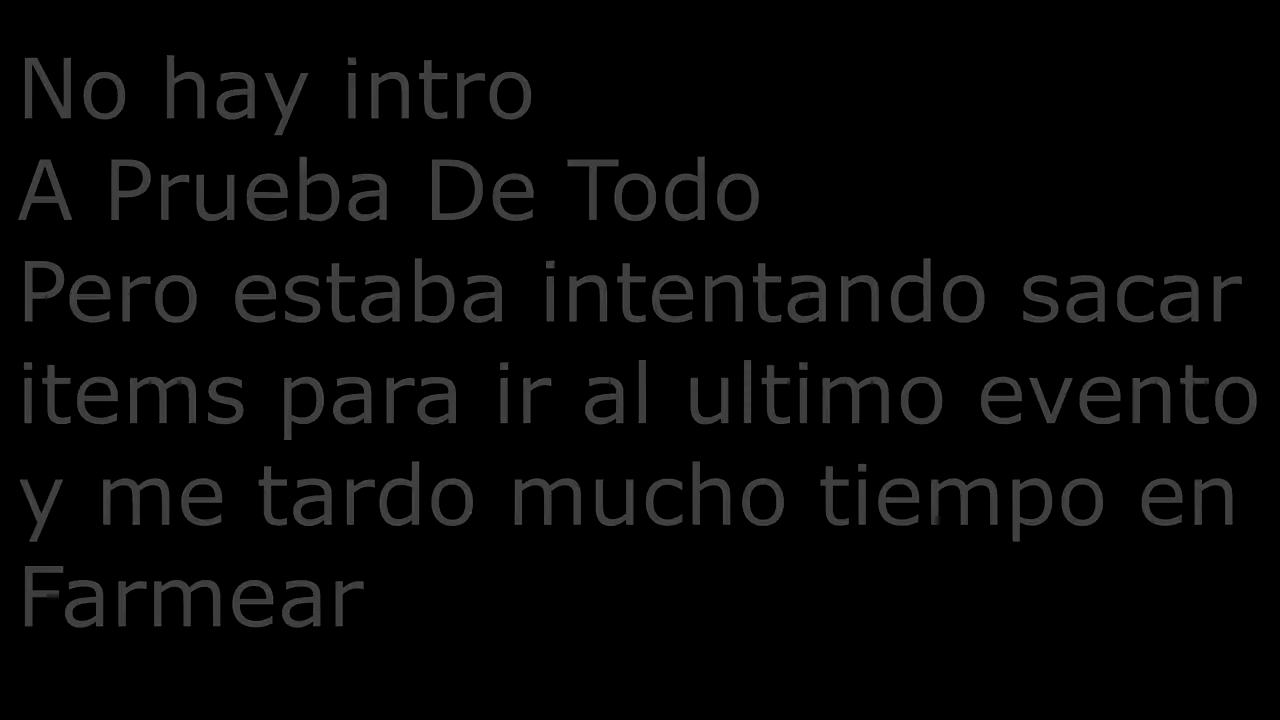 No hay intro
A Prueba De Todo
Pero estaba intentando sacar
items para ir al ultimo evento
y me tardo mucho tiempo en
Farmear